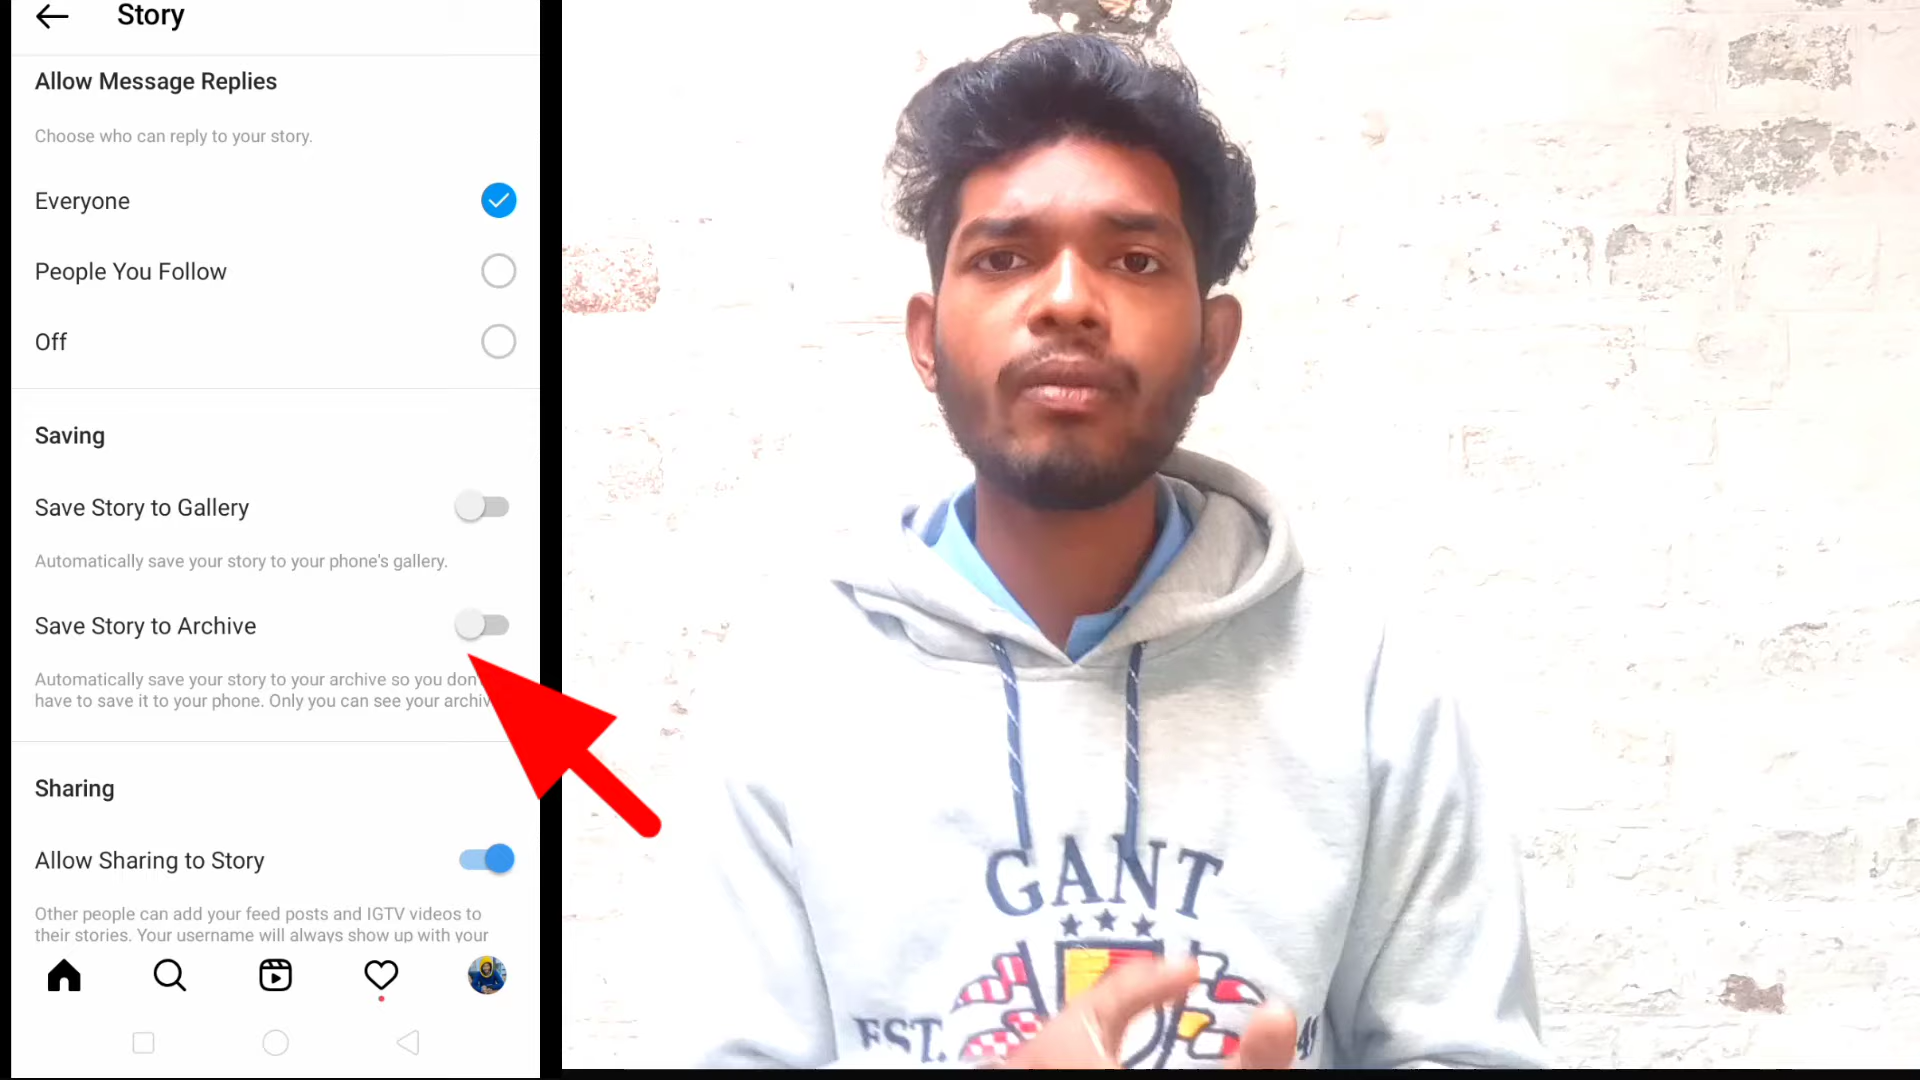 Story
Allow Message Replies
Choose who can reply to your story.
Everyone
People You Follow
Off
Saving
Save Story to Gallery
Automatically save your story to your phone's gallery.
Save Story to Archive
Automatically save your story to your archive so you don
have to save it to your phone. Only you can see your archiv
Sharing
Allow Sharing to Story
Other people can add your feed posts and IGTV videos to
their stories. Your username will always show up with your
GANT
EST.